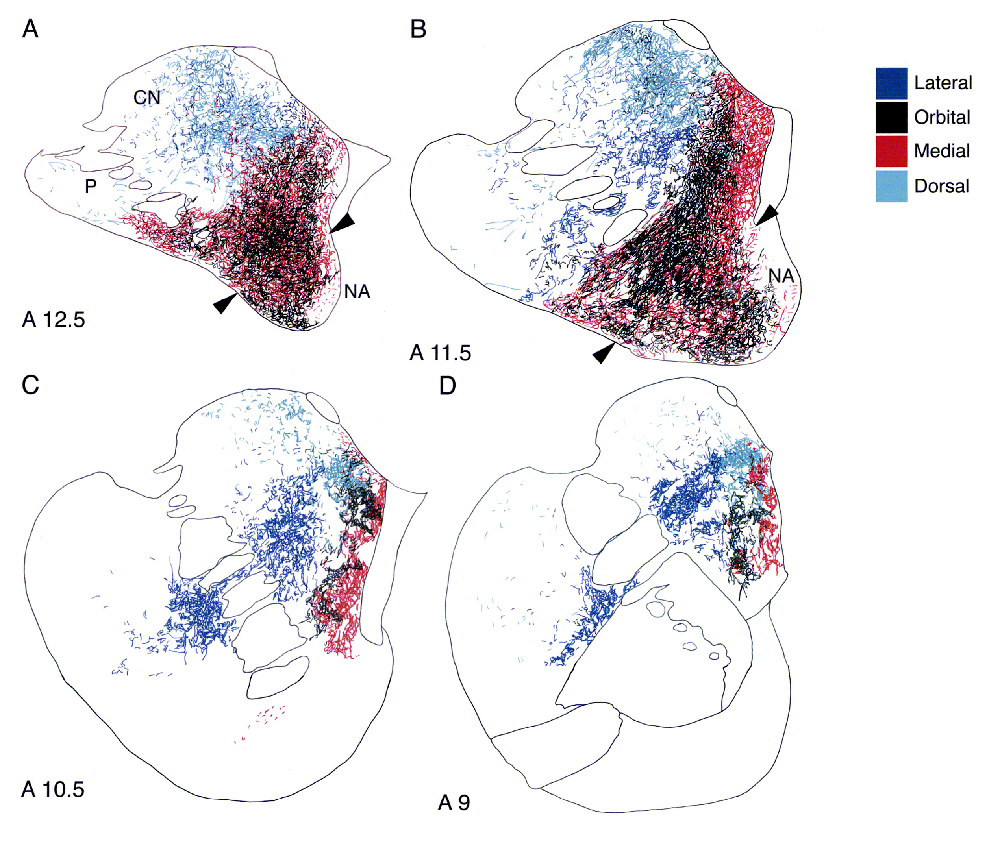 A
CN
P
NA
A 12.5
B
NA
A 11.5
Lateral
Orbital
Medial
Dorsal
C
A 10.5
D
A 9